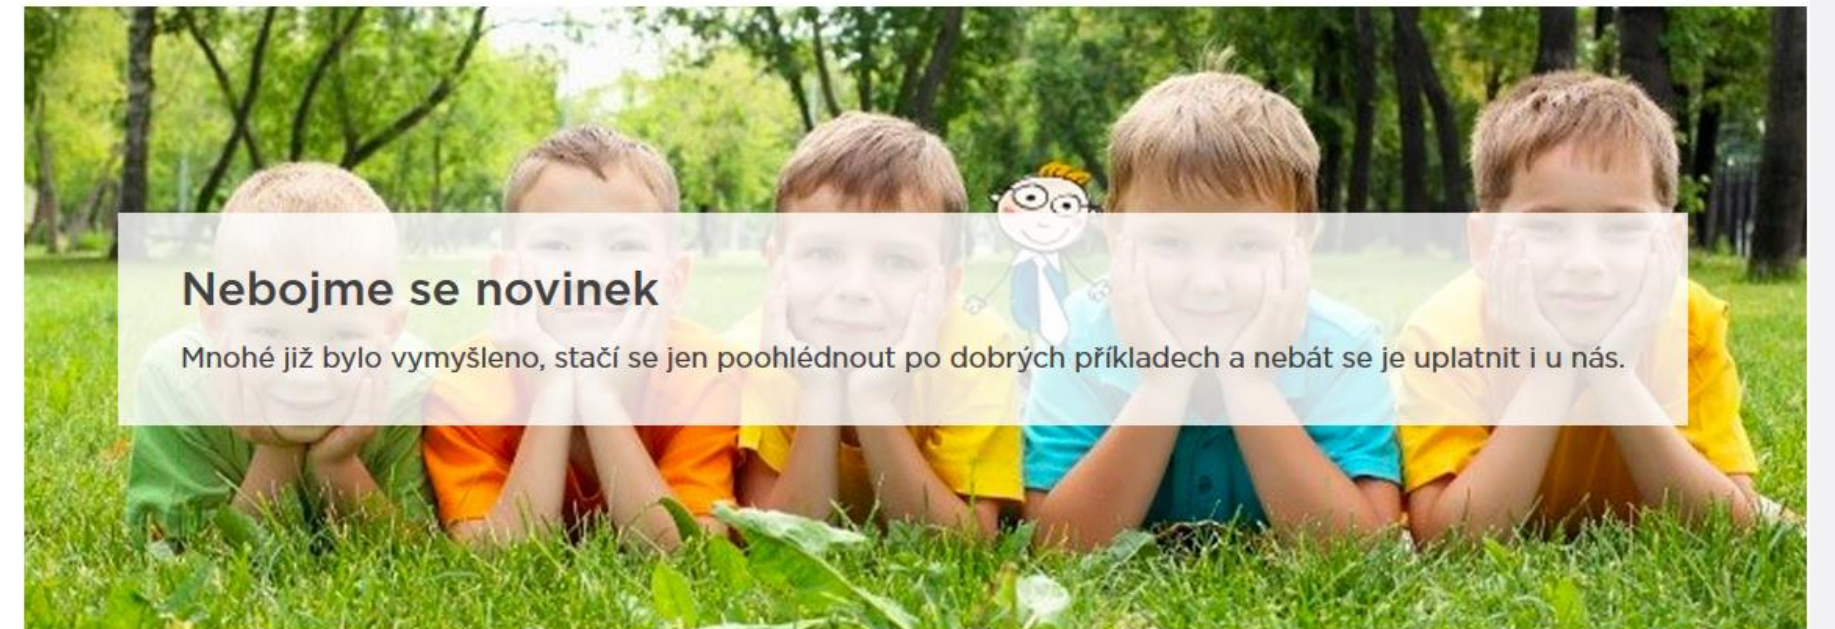 Nebojme se novinek
Mnohé již bylo vymyšleno, stačí se jen poohlédnout po dobrých příkladech a nebát se je uplatnit i u nás.